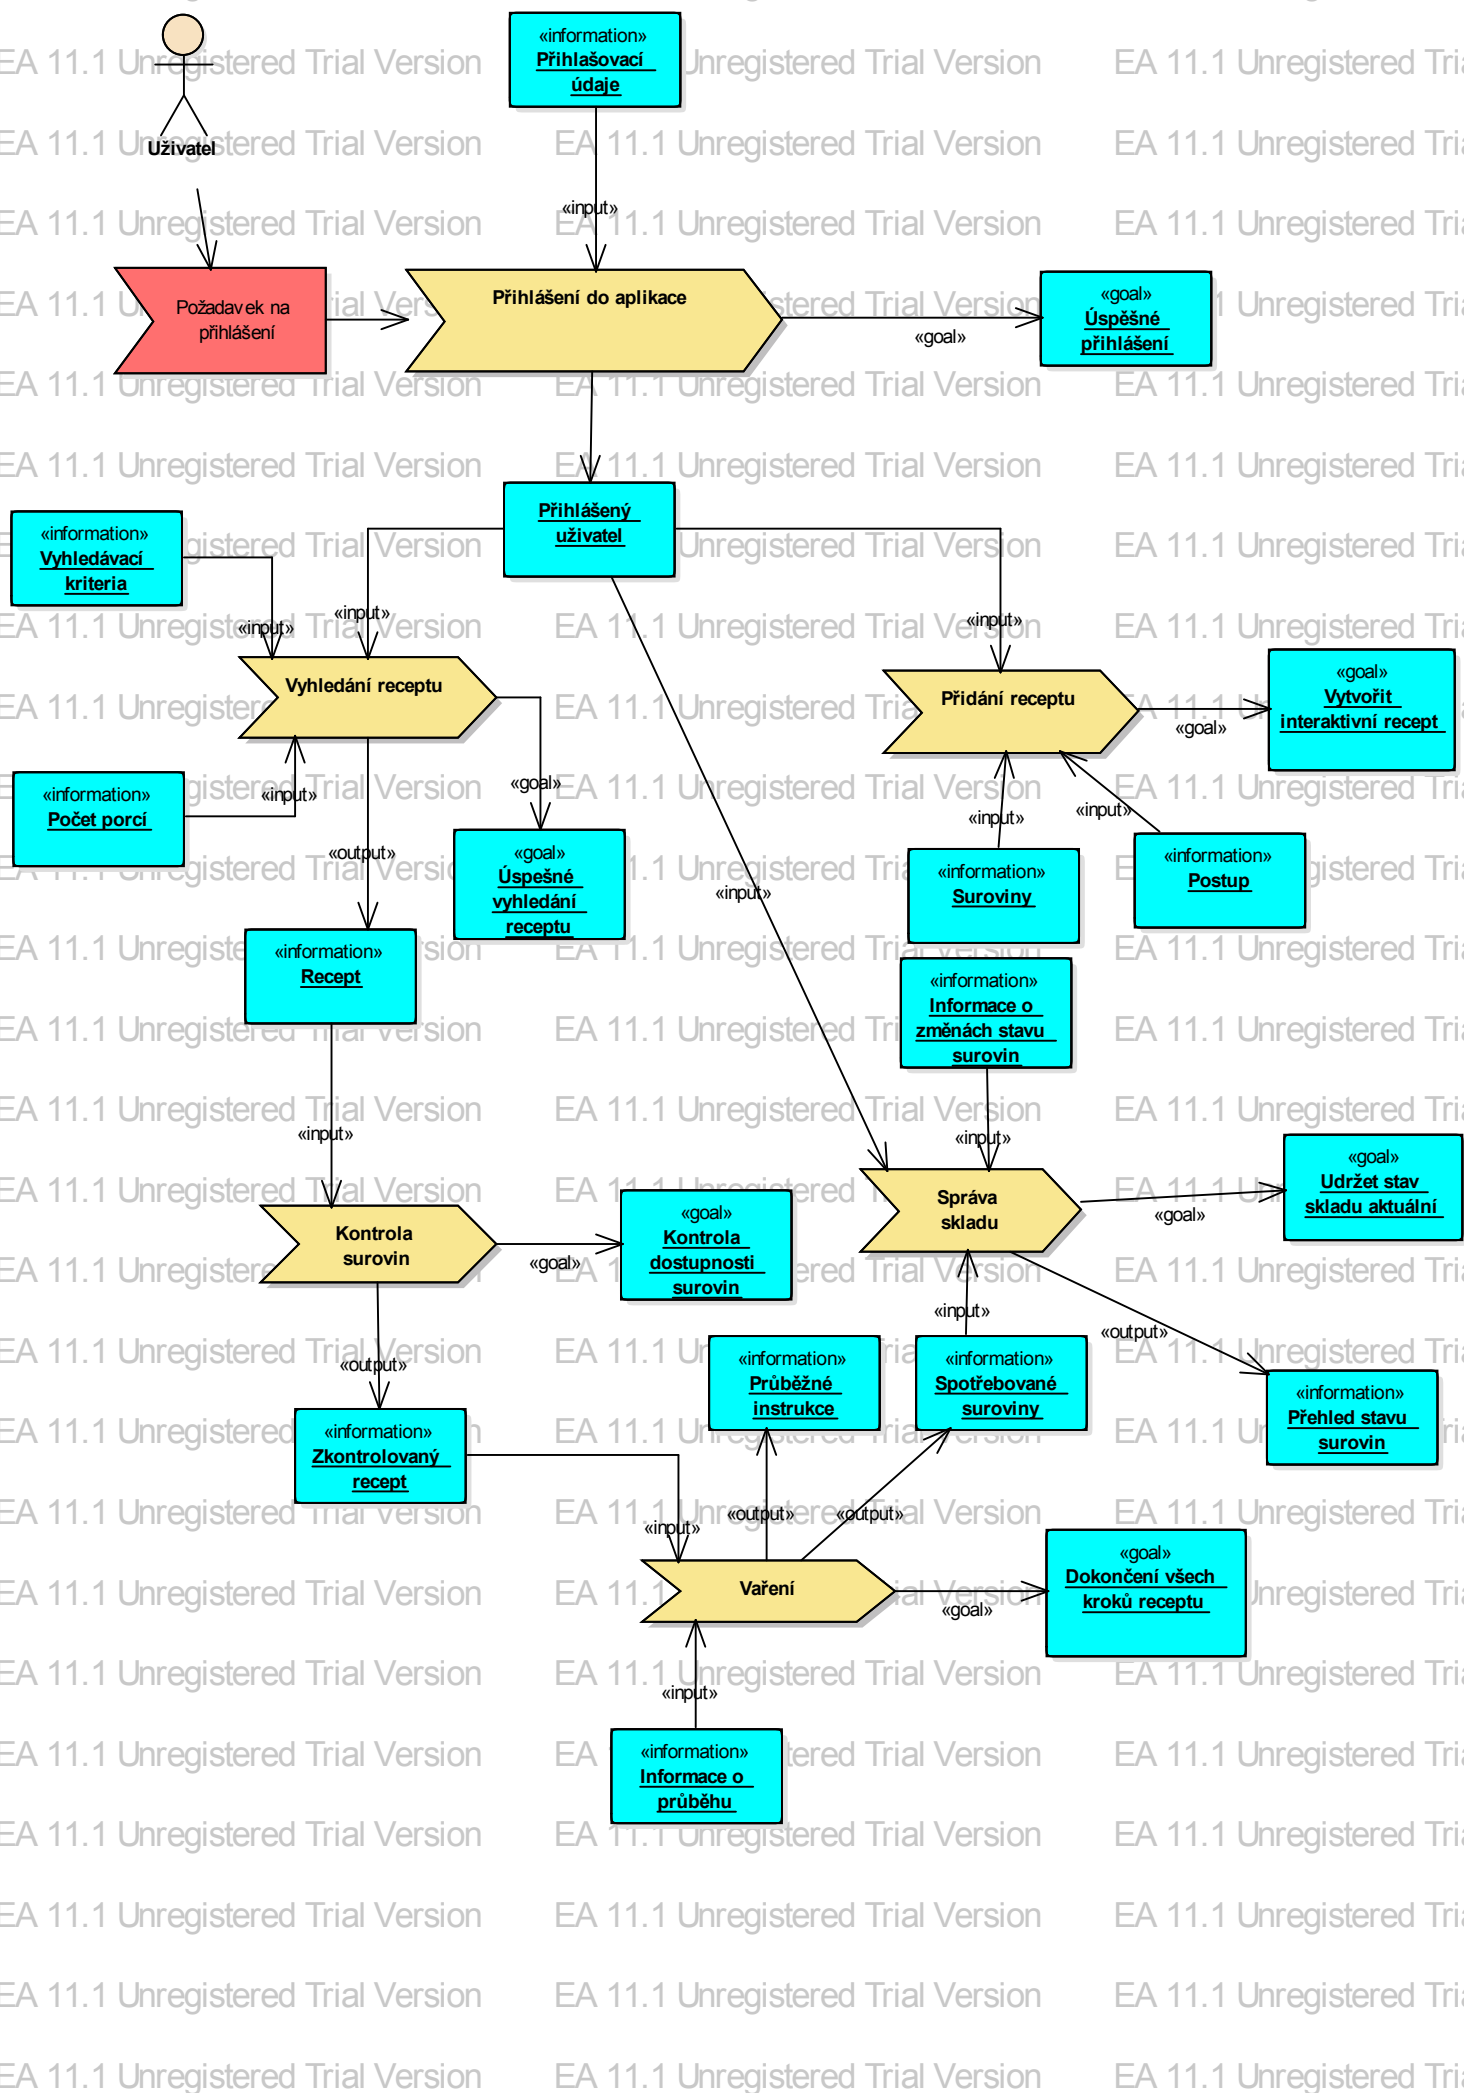 «information»
Přihlašovací
údaje
Uživatel
«input»
Požadavek na
přihlášení
Přihlášení do aplikace
«goal»
«goal»
Úspěšné
přihlášení
Přihlášený
uživatel
«information»
Vyhledávací
kriteria
«input»
«input»
«input»
Vyhledání receptu
Přidání receptu
«goal»
«goal»
Vytvořit
interaktivní recept
«information»
Počet porcí
«input»
«goal»
«output»
«goal»
Úspešné
vyhledání
receptu
«input»
«input»
«input»
«information»
Suroviny
«information»
Postup
«information»
Recept
«information»
Informace o
změnách stavu
surovin
«input»
«input»
Kontrola
surovin
«goal»
«goal»
Kontrola
dostupnosti
surovin
Správa
skladu
«goal»
«goal»
Udržet stav
skladu aktuální
«input»
«output»
«output»
«information»
Průběžné
instrukce
«information»
Spotřebované
suroviny
«information»
Přehled stavu
surovin
«information»
Zkontrolovaný
recept
«input»
«output»
«output»
Vaření
«goal»
«goal»
Dokončení všech
kroků receptu
«input»
«information»
Informace o
průběhu
EA 11.1 Unregistered Trial Version